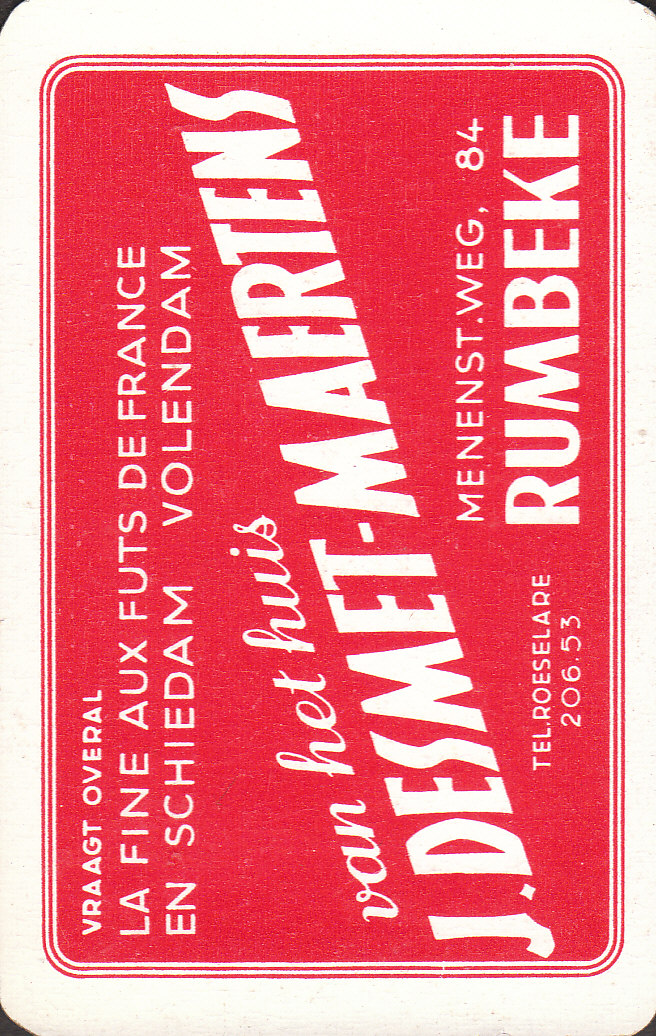 VRAAGT OVERAL
LA FINE AUX FUTS DE FRANCE
EN SCHIEDAM VOLENDAM
van het huis
J. DESMET-MAERTENS
MENENST.WEG, 84
TEL.ROESELARE
206.53
RUMBEKE